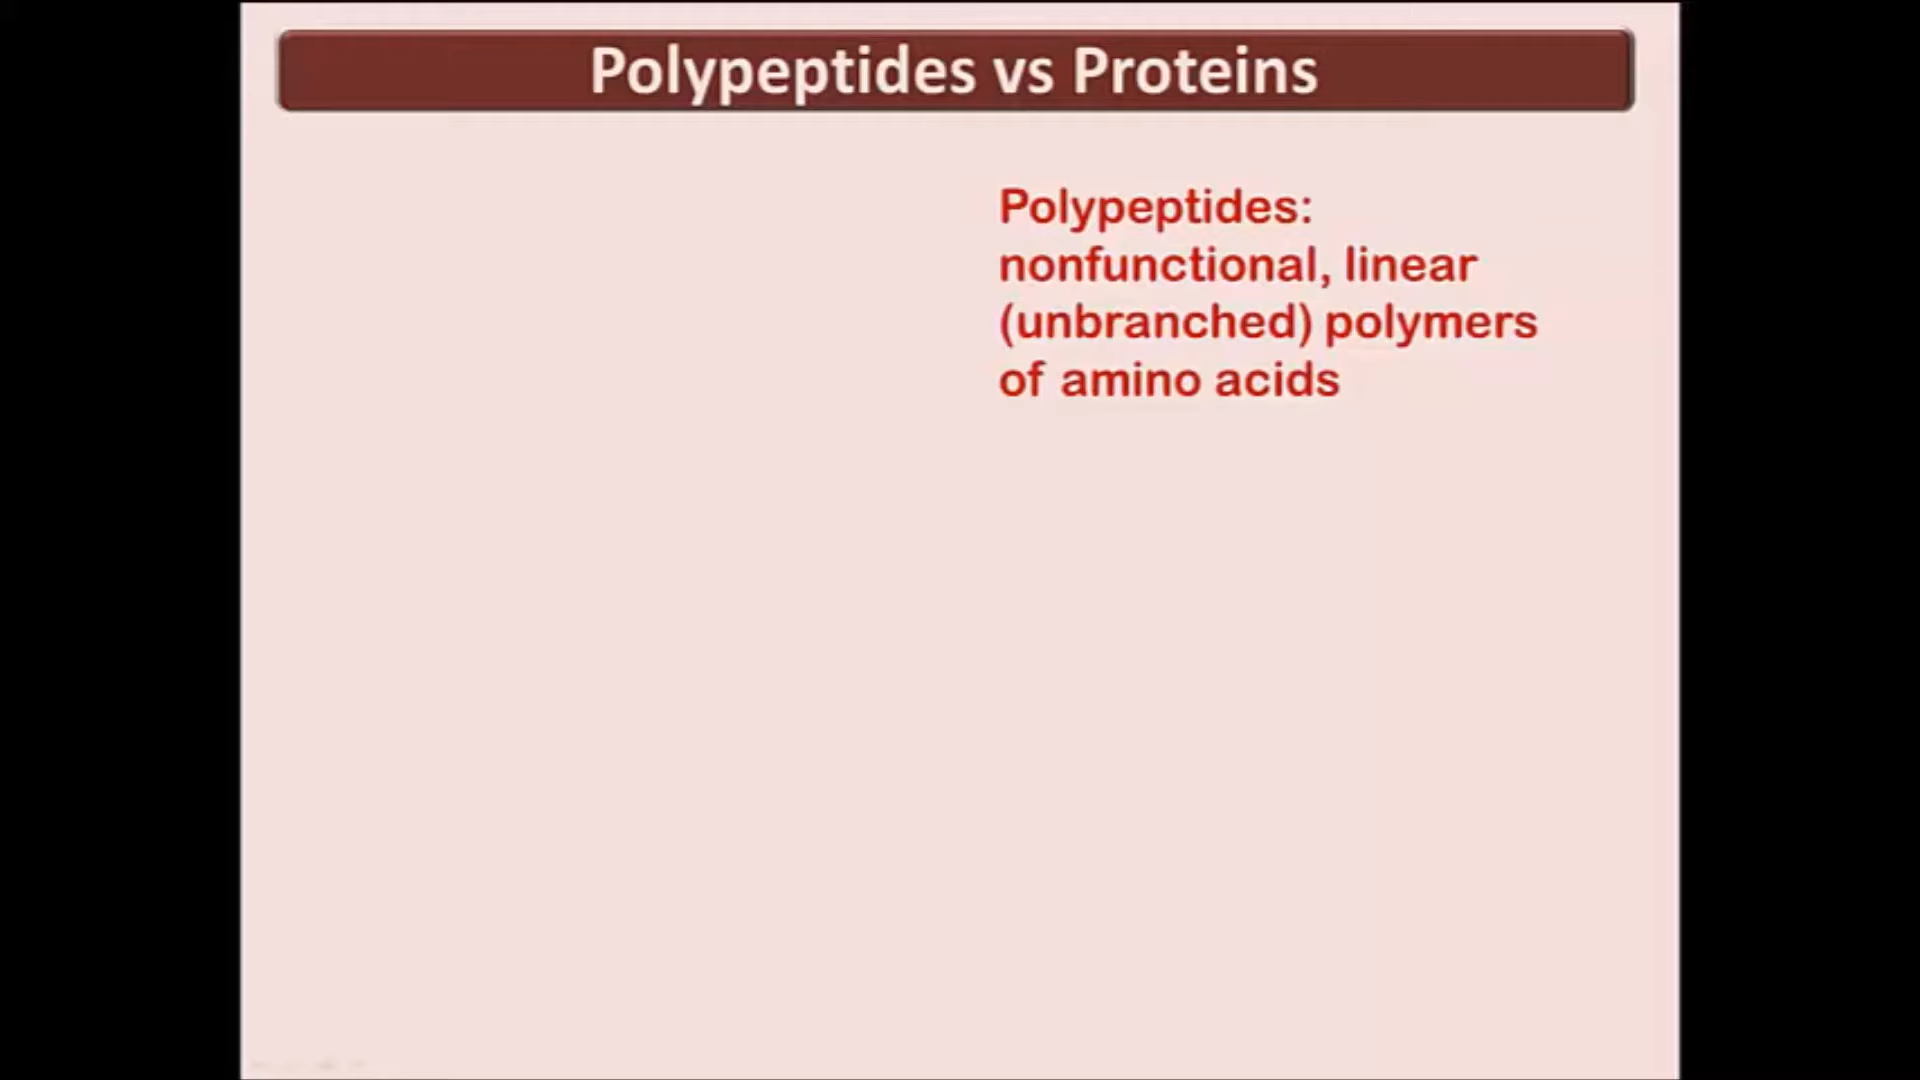 Polypeptides vs Proteins
Polypeptides:
nonfunctional, linear
(unbranched) polymers
of amino acids